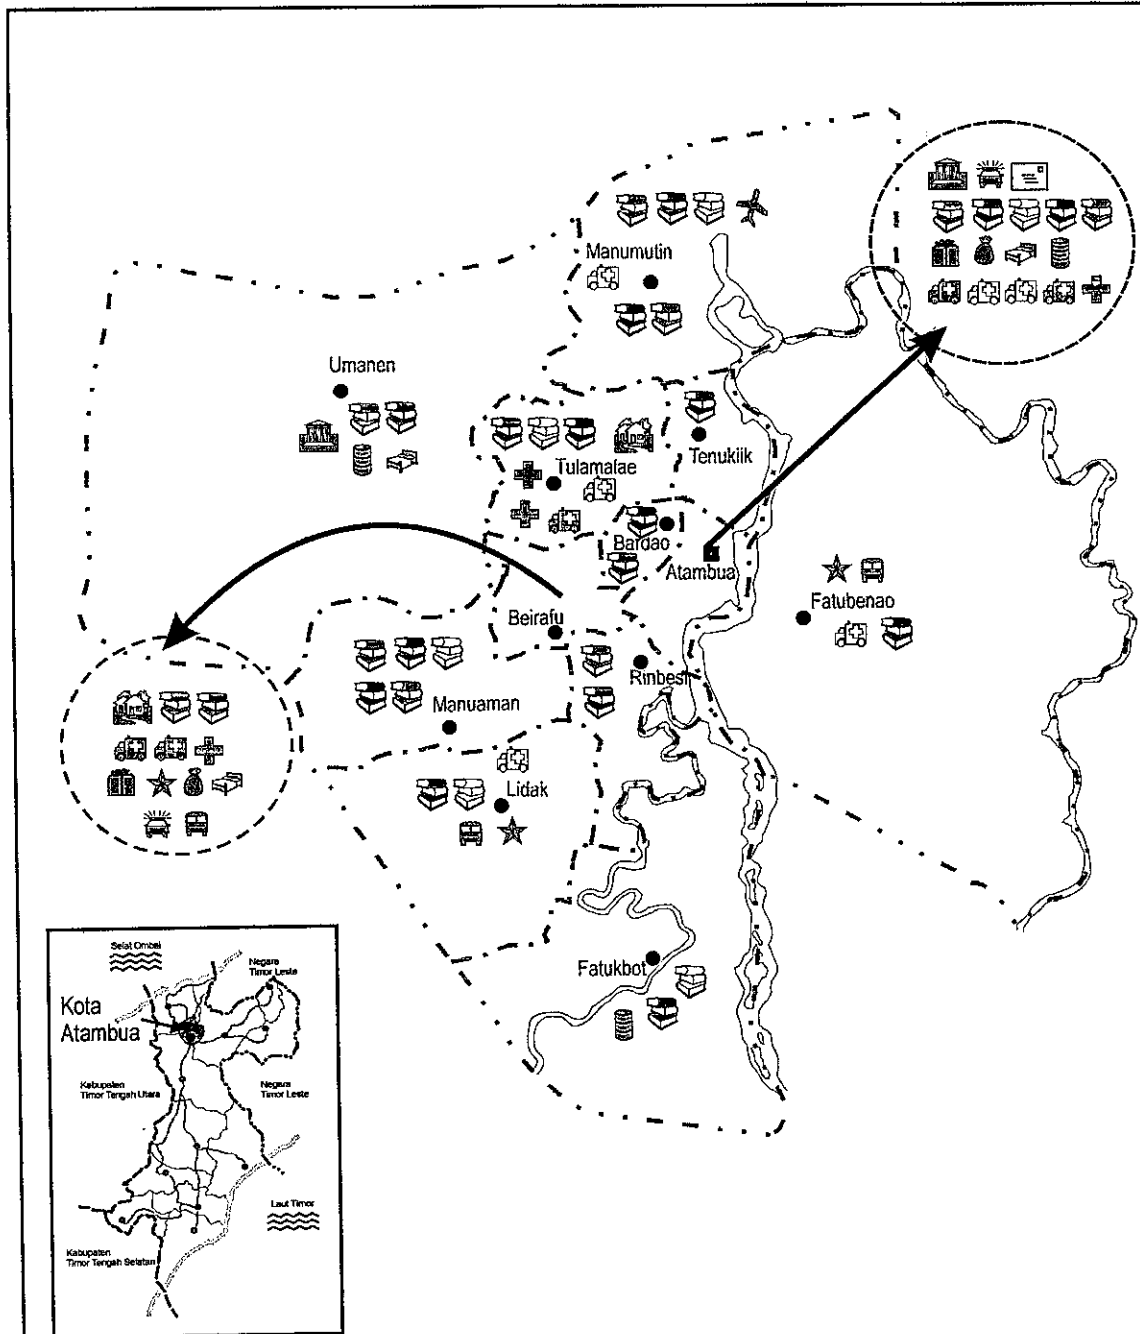 Manumutin
Umanen
Tenukiik
Tulamalae
Bardao
Atambua
Fatubenao
Beirafu
Rinbesi
Manuaman
Lidak
Fatukbot
Selat Ombai
Negara
Timor Leste
Kota
Atambua
Kabupaten
Timor Tengah Utara
Negara
Timor Leste
Laut Timor
Kabupaten
Timor Tengah Selatan